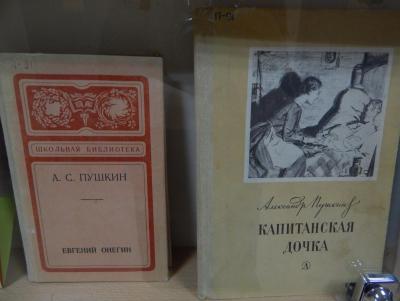 ШКОЛЬНАЯ БИБЛИОТЕКА
А. С. ПУШКИН
ЕВГЕНИЙ ОНЕГИН
Александр Пушкин
КАПИТАНСКАЯ
ДОЧКА